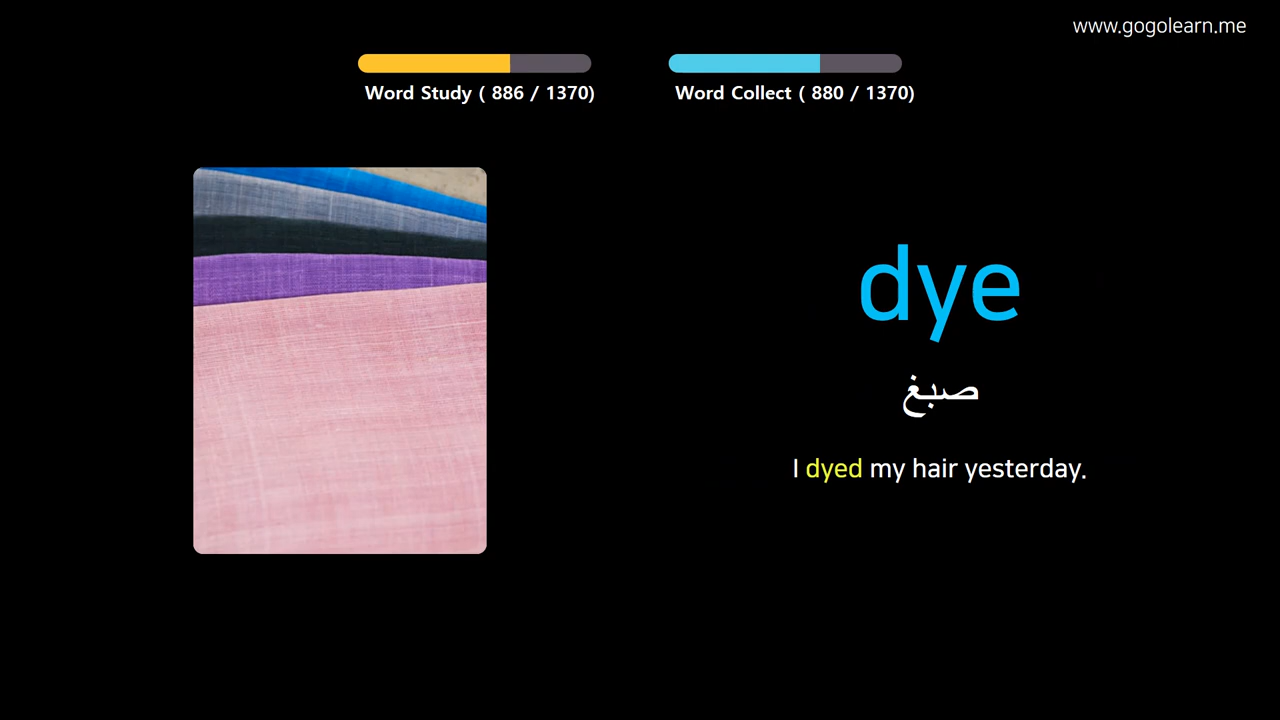 www.gogolearn.me
Word Study ( 886 / 1370)
Word Collect ( 880 / 1370)
dye
صبغ
I dyed my hair yesterday.